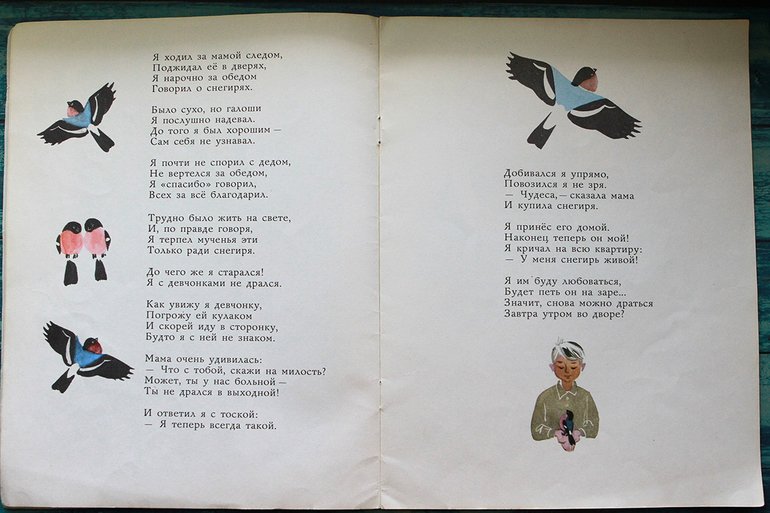 Я ходил за мамой следом,
Поджидал её в дверях,
Я нарочно за обедом
Говорил о снегирях.
Было сухо, но галоши
Я послушно надевал.
До того я был хорошим —
Сам себя не узнавал.
Я почти не спорил с дедом,
Не вертелся за обедом,
Я «спасибо» говорил,
Всех за всё благодарил.
Трудно было жить на свете,
И, по правде говоря,
Я терпел мученья эти
Только ради снегиря.
До чего же я старался!
Я с девчонками не дрался.
Как увижу я девчонку,
Погрожу ей кулаком
И скорей иду в сторонку,
Будто я с ней не знаком.
Мама очень удивилась:
— Что с тобой, скажи на милость?
Может, ты у нас больной —
Ты не дрался в выходной!
И ответил я с тоской:
— Я теперь всегда такой.
Добивался я упрямо,
Повозился я не зря.
— Чудеса, — сказала мама
И купила снегиря.
Я принёс его домой.
Наконец теперь он мой!
Я кричал на всю квартиру:
— У меня снегирь живой!
Я им буду любоваться,
Будет петь он на заре...
Значит, снова можно драться
Завтра утром во дворе?